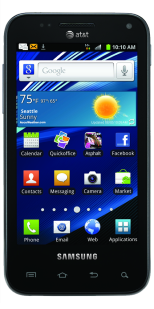 at&t
10:10 AM
Google
75°F
Seattle
Sunny
Calendar Quickoffice Asphalt Facebook
Contacts Messaging Camera Market
Phone Email Web Applications
SAMSUNG